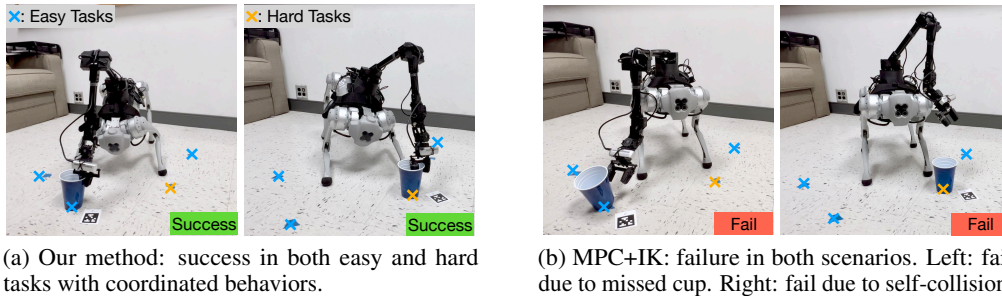 ✕: Easy Tasks
✕: Hard Tasks
Success
Success
Fail
Fail
(a) Our method: success in both easy and hard
tasks with coordinated behaviors.
(b) MPC+IK: failure in both scenarios. Left:
due to missed cup. Right: fail due to self-collision